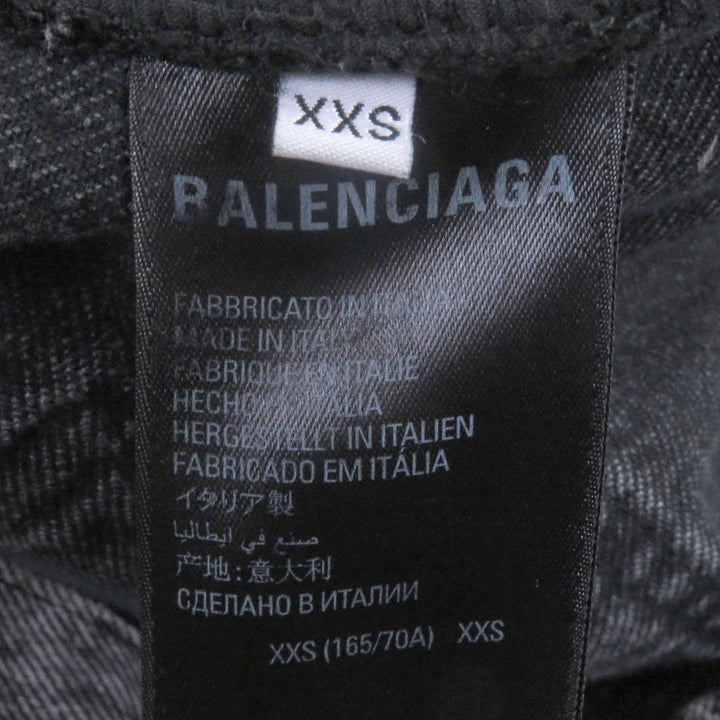 XXS
BALENCIAGA
FABBRICATO IN ITALIA
MADE IN ITALY
FABRIQUÉ EN ITALIE
HECHO EN ITALIA
HERGESTELLT IN ITALIEN
FABRICADO EM ITÁLIA
イタリア製
صنع في ايطاليا
产地:意大利
СДЕЛАНО В ИТАЛИИ
XXS (165/70A) XXS